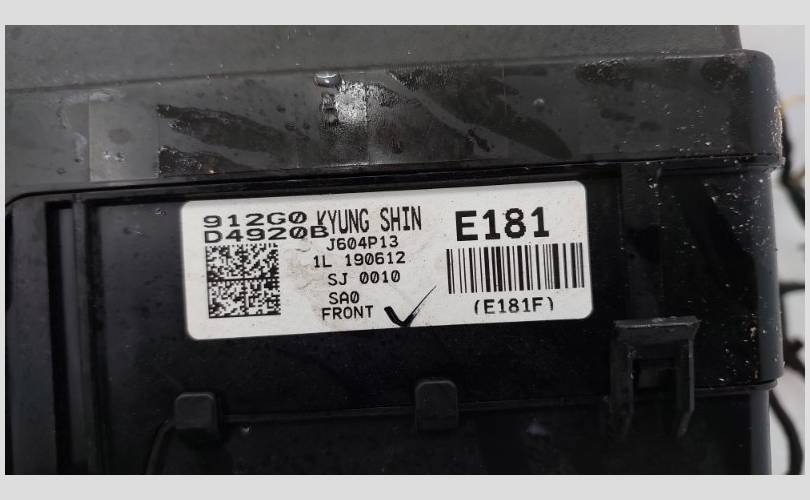 912G0 KYUNG SHIN
D4920B
J604P13
1L 190612
SJ 0010
SA0
FRONT
E181
(E181F)